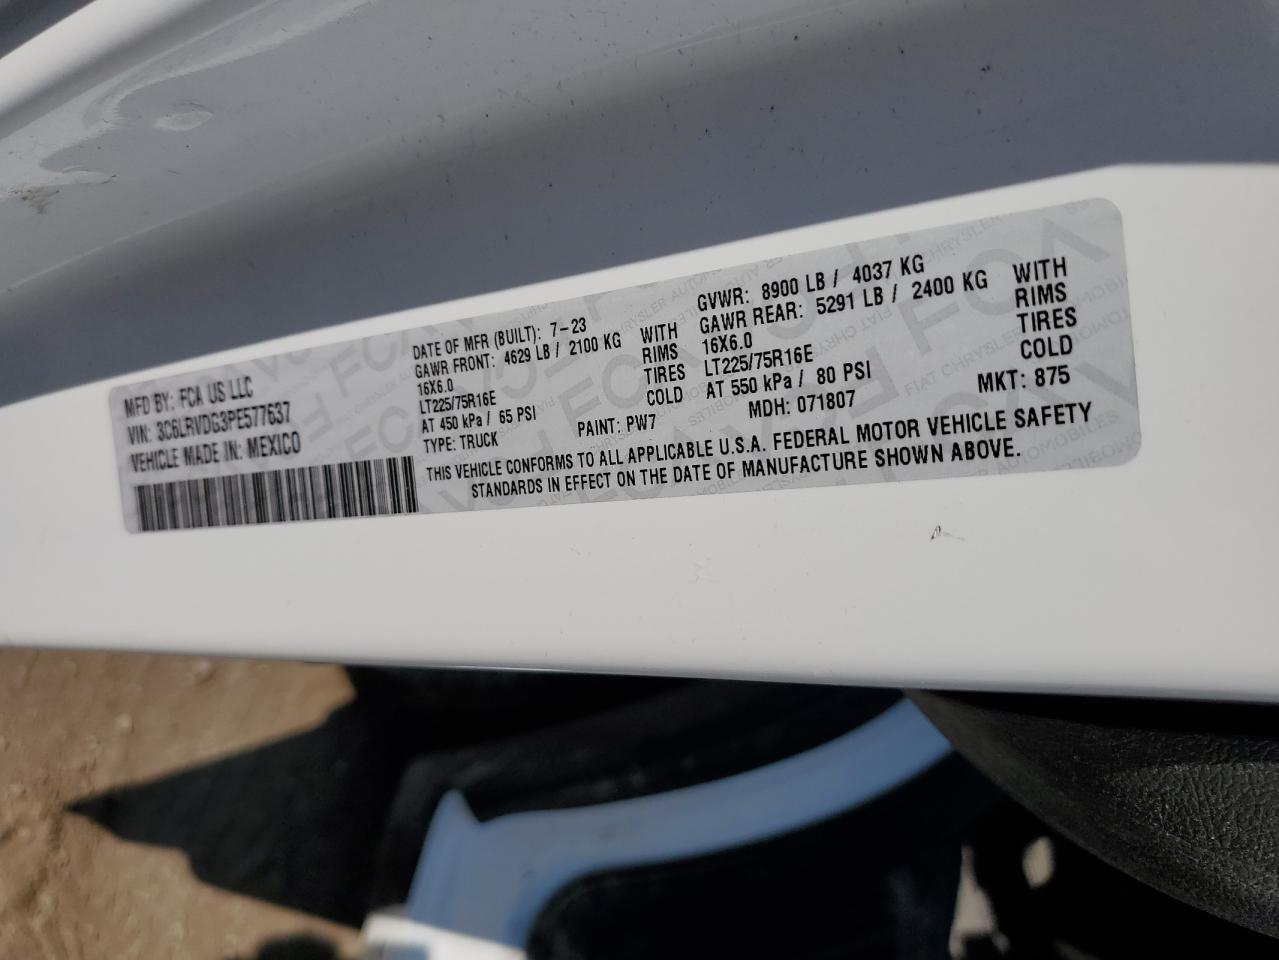 MFD BY: FCA US LLC
VIN: 3C6LRVDG3PE577637
VEHICLE MADE IN: MEXICO
DATE OF MFR (BUILT): 7-23
GAWR FRONT: 4629 LB / 2100 KG
16X6.0
LT225/75R16E
AT 450 kPa / 65 PSI
TYPE: TRUCK
WITH
RIMS
TIRES
COLD
PAINT: PW7
GVWR: 8900 LB / 4037 KG
GAWR REAR: 5291 LB / 2400 KG
16X6.0
LT225/75R16E
AT 550 kPa / 80 PSI
MDH: 071807
WITH
RIMS
TIRES
COLD
MKT: 875
THIS VEHICLE CONFORMS TO ALL APPLICABLE U.S.A. FEDERAL MOTOR VEHICLE SAFETY
STANDARDS IN EFFECT ON THE DATE OF MANUFACTURE SHOWN ABOVE.